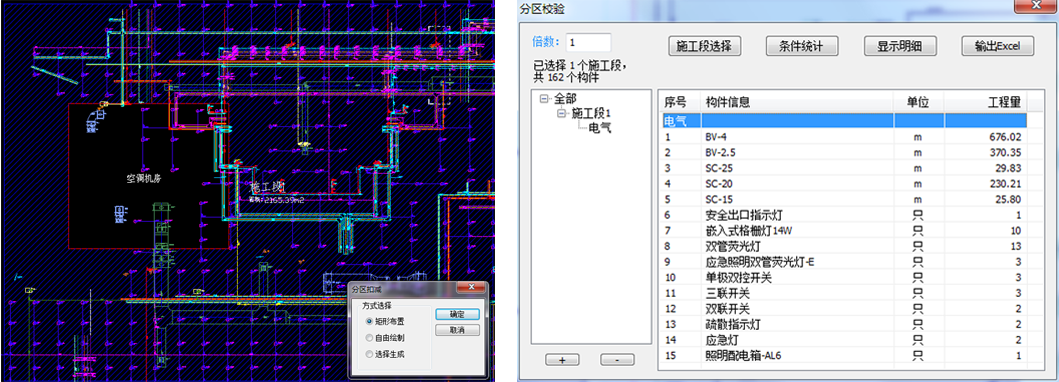 空调机房
施工段1
面积:2165.39m2
分区扣减
方式选择
矩形布置
自由绘制
选择生成
确定
取消
分区校验
倍数: 1
施工段选择
条件统计
显示明细
输出Excel
已选择 1 个施工段，
共 162 个构件
全部
施工段1
电气
+
-
序号 构件信息 单位 工程量
电气
1 BV-4 m 676.02
2 BV-2.5 m 370.35
3 SC-25 m 29.83
4 SC-20 m 230.21
5 SC-15 m 25.80
6 安全出口指示灯 只 1
7 嵌入式格栅灯14W 只 10
8 双管荧光灯 只 13
9 应急照明双管荧光灯-E 只 3
10 单极双控开关 只 3
11 三联开关 只 3
12 双联开关 只 2
13 疏散指示灯 只 2
14 应急灯 只 2
15 照明配电箱-AL6 只 1